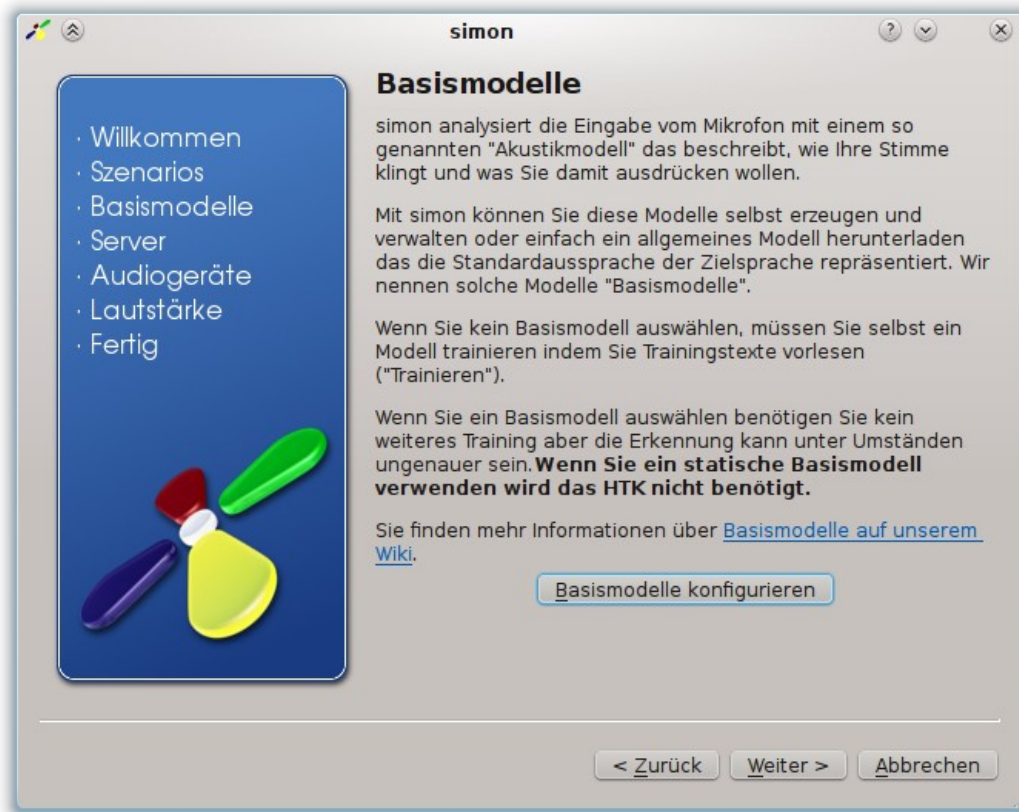 simon
· Willkommen
· Szenarios
· Basismodelle
· Server
· Audiogeräte
· Lautstärke
· Fertig
Basismodelle
simon analysiert die Eingabe vom Mikrofon mit einem so
genannten "Akustikmodell" das beschreibt, wie Ihre Stimme
klingt und was Sie damit ausdrücken wollen.
Mit simon können Sie diese Modelle selbst erzeugen und
verwalten oder einfach ein allgemeines Modell herunterladen
das die Standardaussprache der Zielsprache repräsentiert. Wir
nennen solche Modelle "Basismodelle".
Wenn Sie kein Basismodell auswählen, müssen Sie selbst ein
Modell trainieren indem Sie Trainingstexte vorlesen
("Trainieren").
Wenn Sie ein Basismodell auswählen benötigen Sie kein
weiteres Training aber die Erkennung kann unter Umständen
ungenauer sein.Wenn Sie ein statische Basismodell
verwenden wird das HTK nicht benötigt.
Sie finden mehr Informationen über Basismodelle auf unserem
Wiki.
Basismodelle konfigurieren
< Zurück
Weiter >
Abbrechen